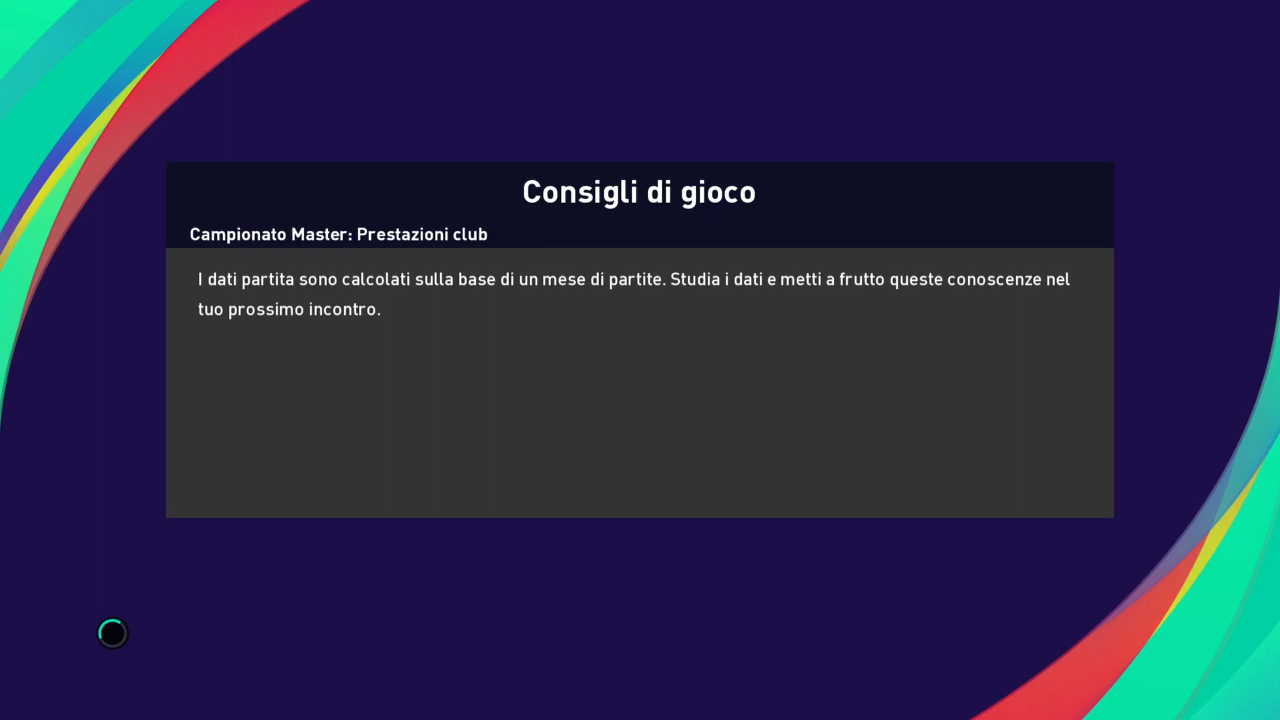 Consigli di gioco
Campionato Master: Prestazioni club
I dati partita sono calcolati sulla base di un mese di partite. Studia i dati e metti a frutto queste conoscenze nel
tuo prossimo incontro.